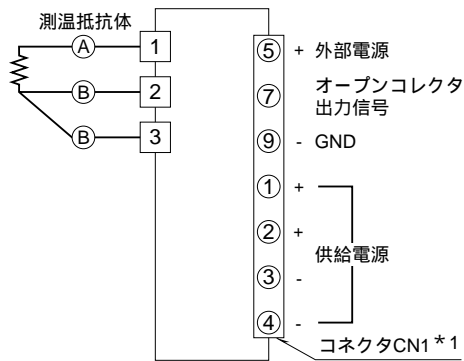 測温抵抗体
A 1
B 2
B 3
5 + 外部電源
7 オープンコレクタ
出力信号
9 - GND
1 +
2 +
供給電源
3 -
4 -
コネクタCN1*1